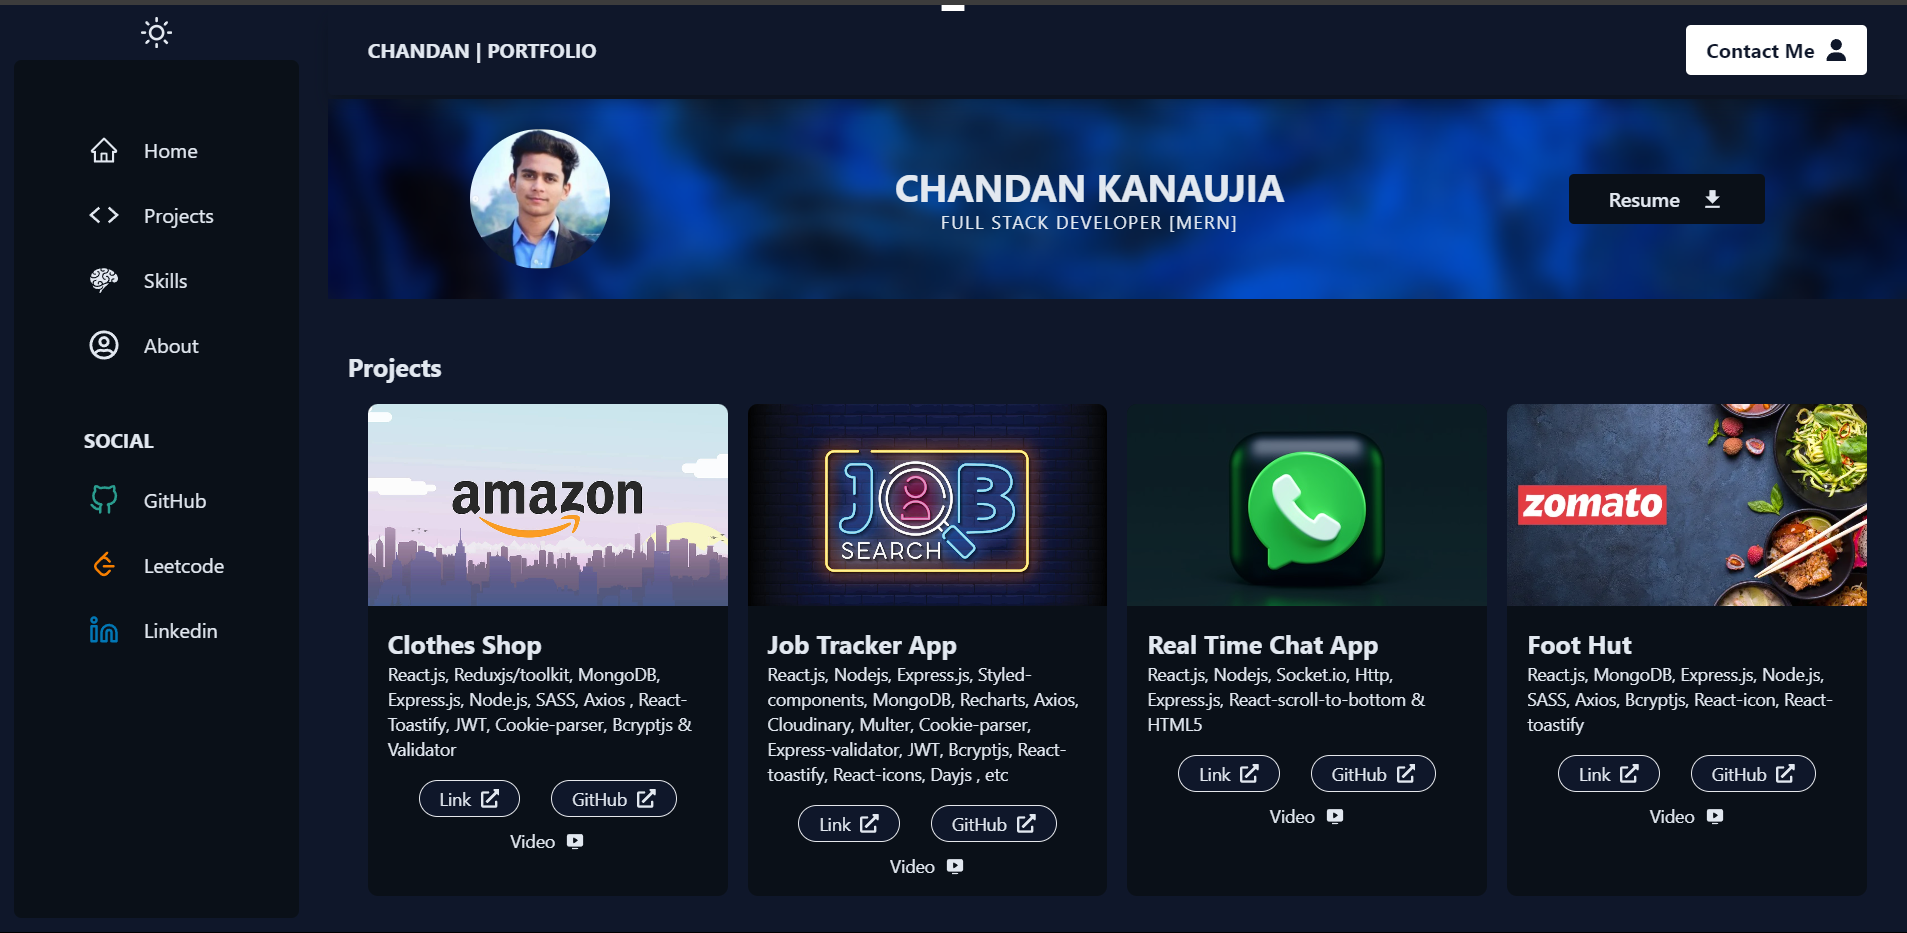 CHANDAN | PORTFOLIO
Contact Me
Home
Projects
Skills
About
SOCIAL
GitHub
Leetcode
Linkedin
CHANDAN KANAUJIA
FULL STACK DEVELOPER [MERN]
Resume
Projects
amazon
Clothes Shop
React.js, Reduxjs/toolkit, MongoDB,
Express.js, Node.js, SASS, Axios , React-
Toastify, JWT, Cookie-parser, Bcryptjs &
Validator
Link
GitHub
Video
JOB
SEARCH
Job Tracker App
React.js, Nodejs, Express.js, Styled-
components, MongoDB, Recharts, Axios,
Cloudinary, Multer, Cookie-parser,
Express-validator, JWT, Bcryptjs, React-
toastify, React-icons, Dayjs , etc
Link
GitHub
Video
Real Time Chat App
React.js, Nodejs, Socket.io, Http,
Express.js, React-scroll-to-bottom &
HTML5
Link
GitHub
Video
zomato
Foot Hut
React.js, MongoDB, Express.js, Node.js,
SASS, Axios, Bcryptjs, React-icon, React-
toastify
Link
GitHub
Video